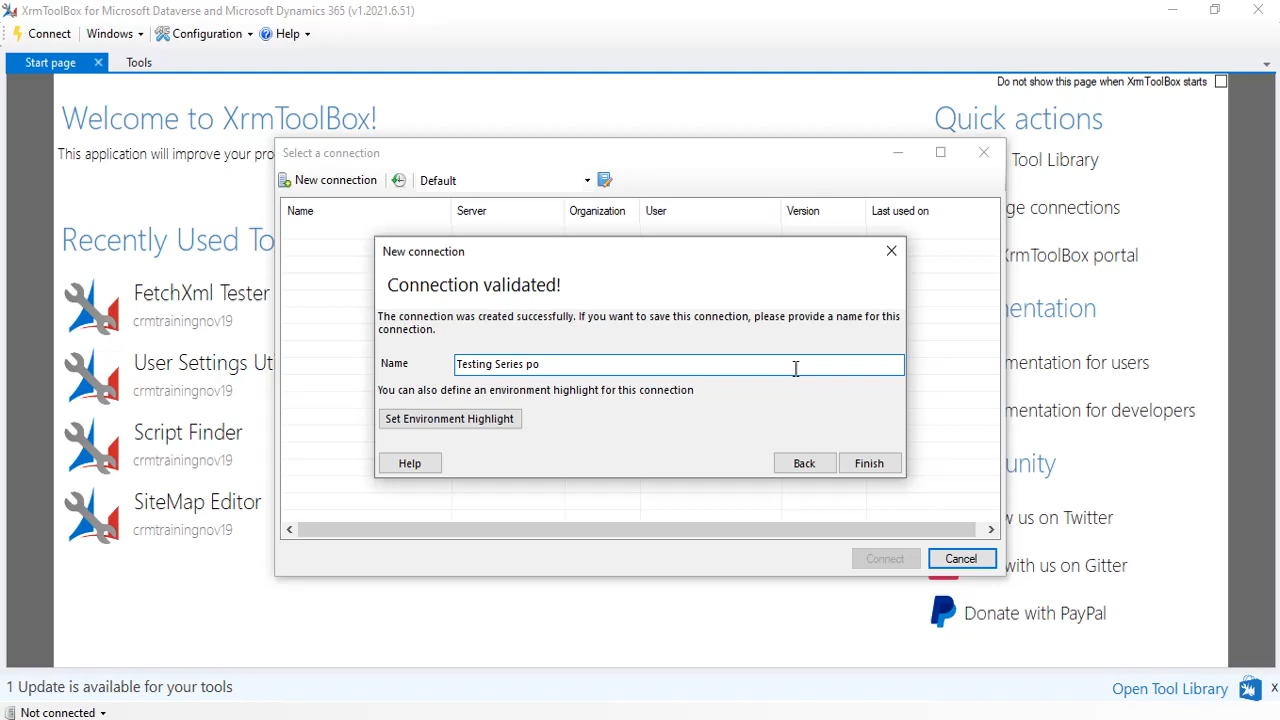 XrmToolBox for Microsoft Dataverse and Microsoft Dynamics 365 (v1.2021.6.51)
Connect Windows Configuration Help
Start page Tools
Do not show this page when XrmToolBox starts
Welcome to XrmToolBox!
This application will improve your pro
Quick actions
Tool Library
ge connections
XrmToolBox portal
Recently Used To
FetchXml Tester
crmtrainingnov19
User Settings Ut
crmtrainingnov19
Script Finder
crmtrainingnov19
SiteMap Editor
crmtrainingnov19
Select a connection
New connection Default
Name Server Organization User Version Last used on
New connection
Connection validated!
The connection was created successfully. If you want to save this connection, please provide a name for this
connection.
Name Testing Series po
You can also define an environment highlight for this connection
Set Environment Highlight
Help Back Finish
Connect Cancel
entation
mentation for users
mentation for developers
unity
w us on Twitter
with us on Gitter
Donate with PayPal
1 Update is available for your tools
Open Tool Library X
Not connected